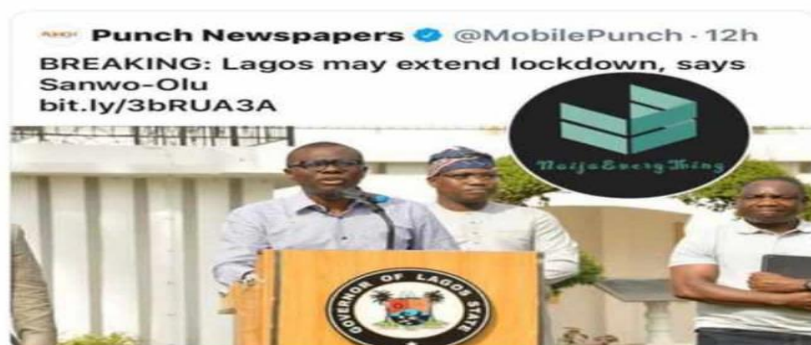 PUNCH Punch Newspapers @MobilePunch · 12h
BREAKING: Lagos may extend lockdown, says
Sanwo-Olu
bit.ly/3bRUA3A
NaijaEveryThing
GOVERNOR OF LAGOS STATE